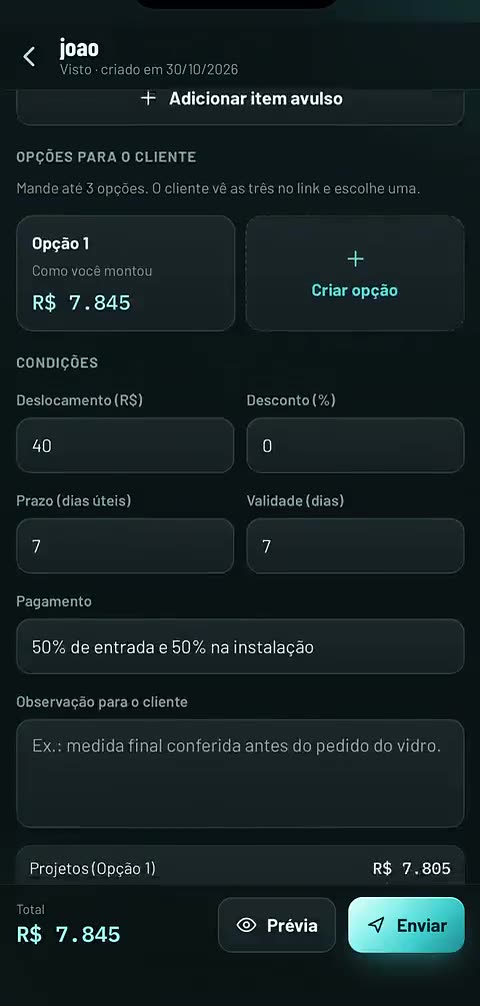 joao
Visto · criado em 30/10/2026
+ Adicionar item avulso
OPÇÕES PARA O CLIENTE
Mande até 3 opções. O cliente vê as três no link e escolhe uma.
Opção 1
Como você montou
R$ 7.845
+
Criar opção
CONDIÇÕES
Deslocamento (R$)
Desconto (%)
40
0
Prazo (dias úteis)
Validade (dias)
7
7
Pagamento
50% de entrada e 50% na instalação
Observação para o cliente
Ex.: medida final conferida antes do pedido do vidro.
Projetos (Opção 1)
R$ 7.805
Total
R$ 7.845
Prévia
Enviar